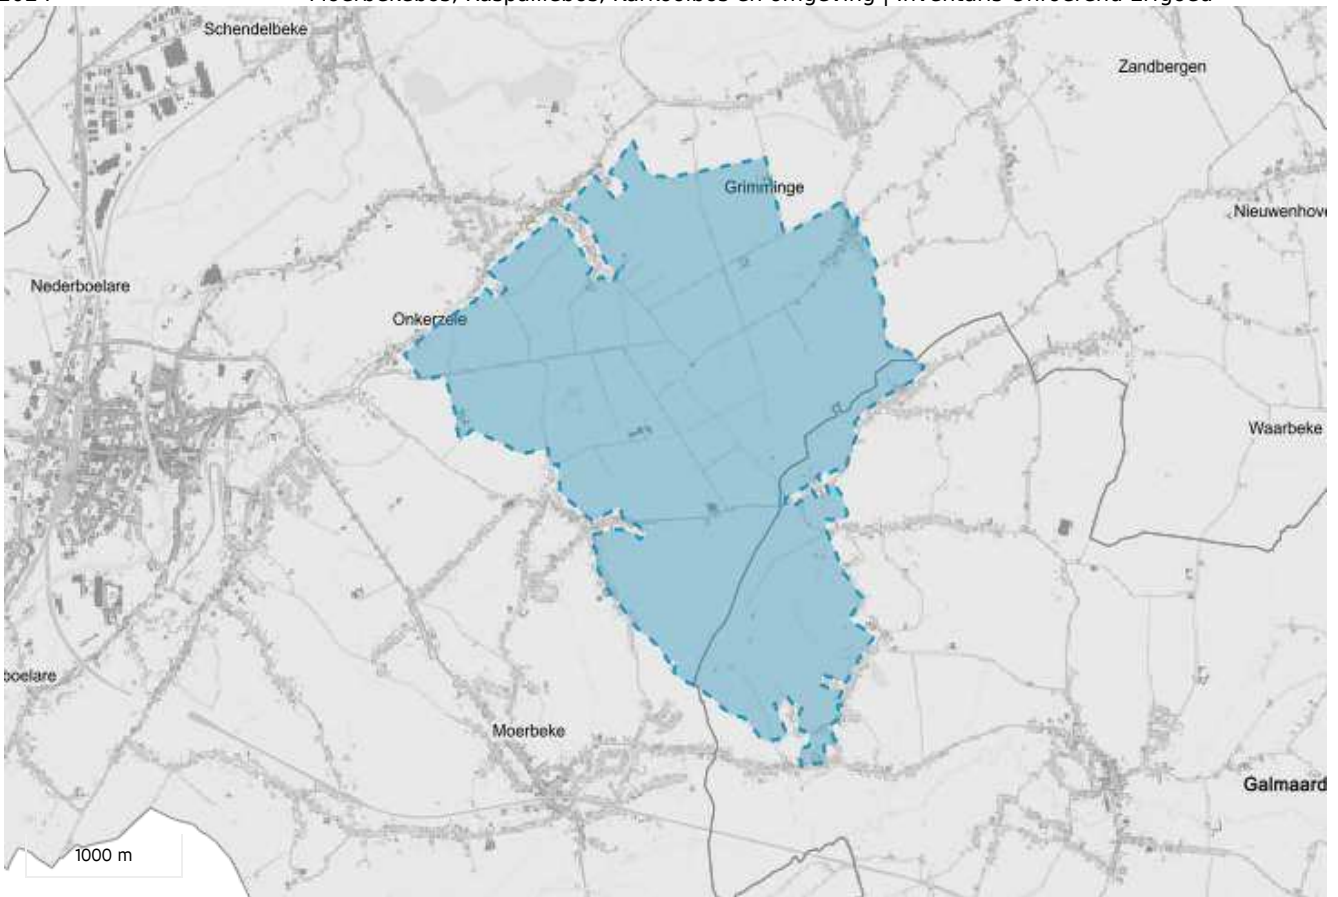 Schendelbeke
Zandbergen
Grimminge
Nieuwenhove
Nederboelare
Onkerzele
Waarbeke
boelare
Moerbeke
Galmaard
1000 m